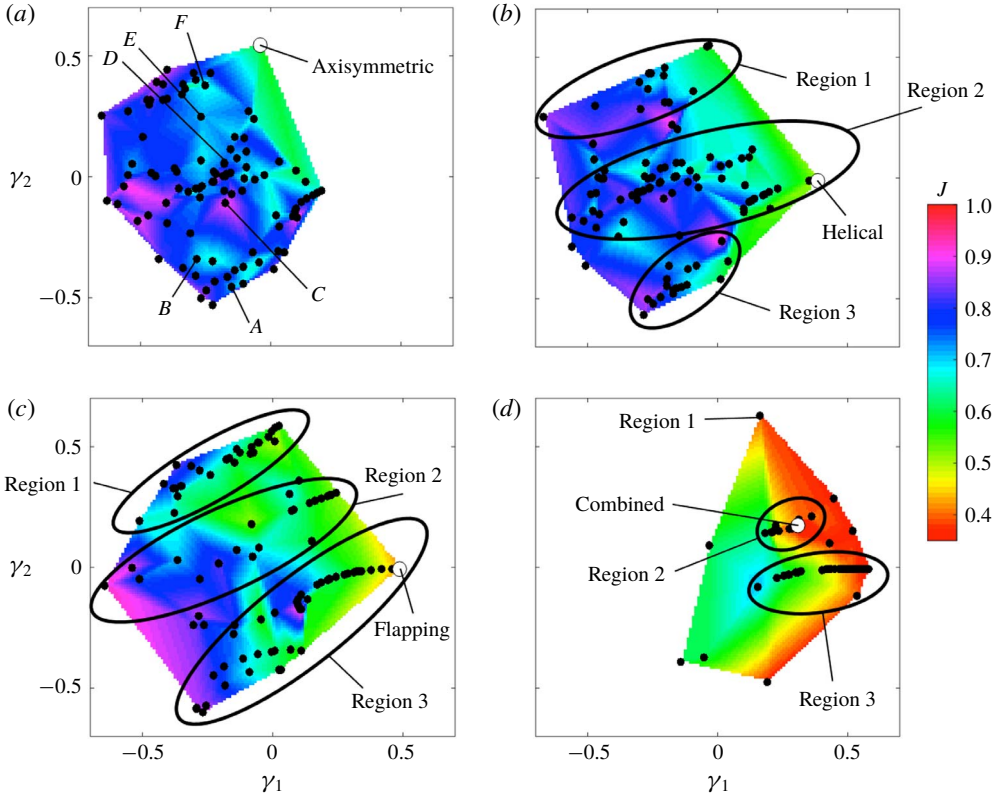 (a)
F
E
D
0.5
γ2
0
−0.5
Axisymmetric
B
A
C
(b)
Region 1
Region 2
Helical
Region 3
J
1.0
0.9
0.8
0.7
0.6
0.5
0.4
(c)
0.5
γ2
0
−0.5
Region 1
Region 2
Flapping
Region 3
−0.5
0
0.5
γ1
(d)
Region 1
Combined
Region 2
Region 3
−0.5
0
0.5
γ1